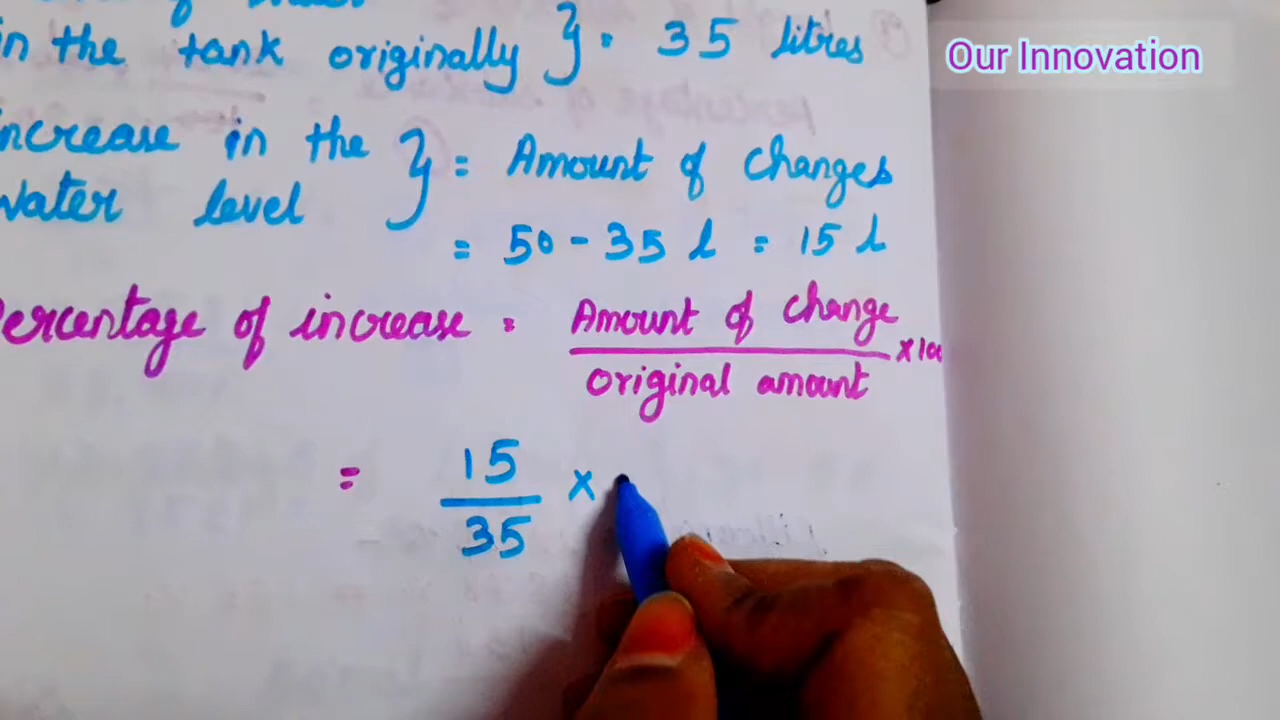 Our Innovation
in the tank originally } = 35 litres
increase in the
Water level } = Amount of changes
= 50 - 35 l = 15 l
Percentage of increase = Amount of change / original amount × 100
= 15 / 35 ×